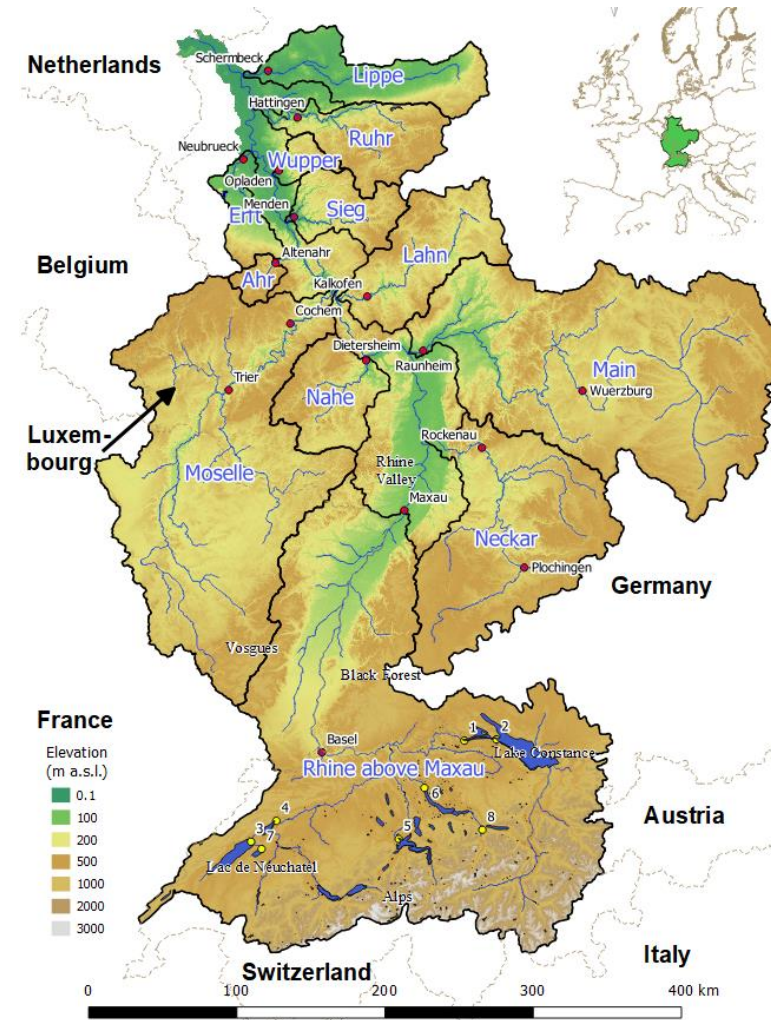 Netherlands
Schermbeck
Lippe
Hattingen
Ruhr
Neubrueck
Wupper
Opladen
Erft
Menden
Sieg
Belgium
Altenahr
Lahn
Ahr
Kalkofen
Cochem
Dietersheim
Raunheim
Main
Trier
Nahe
Wuerzburg
Luxem-
bourg
Rockenau
Moselle
Rhine
Valley
Maxau
Neckar
Plochingen
Germany
Vosgues
Black Forest
France
Elevation
(m a.s.l.)
0.1
100
200
500
1000
2000
3000
Basel
1
2
Lake Constance
Rhine above Maxau
6
4
Austria
3
7
5
8
Lac de Neuchatel
Alps
Italy
Switzerland
0
100
200
300
400 km